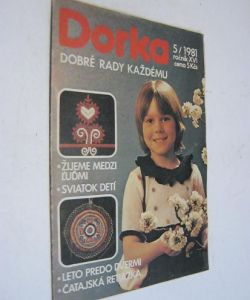 Dorka
5/1981
ročník XVI
cena 5 Kčs
DOBRÉ RADY KAŽDÉMU
• ŽIJEME MEDZI
ĽUĎMI
• SVIATOK DETÍ
• LETO PREDO DVERMI
• ČATAJSKÁ RETIAZKA